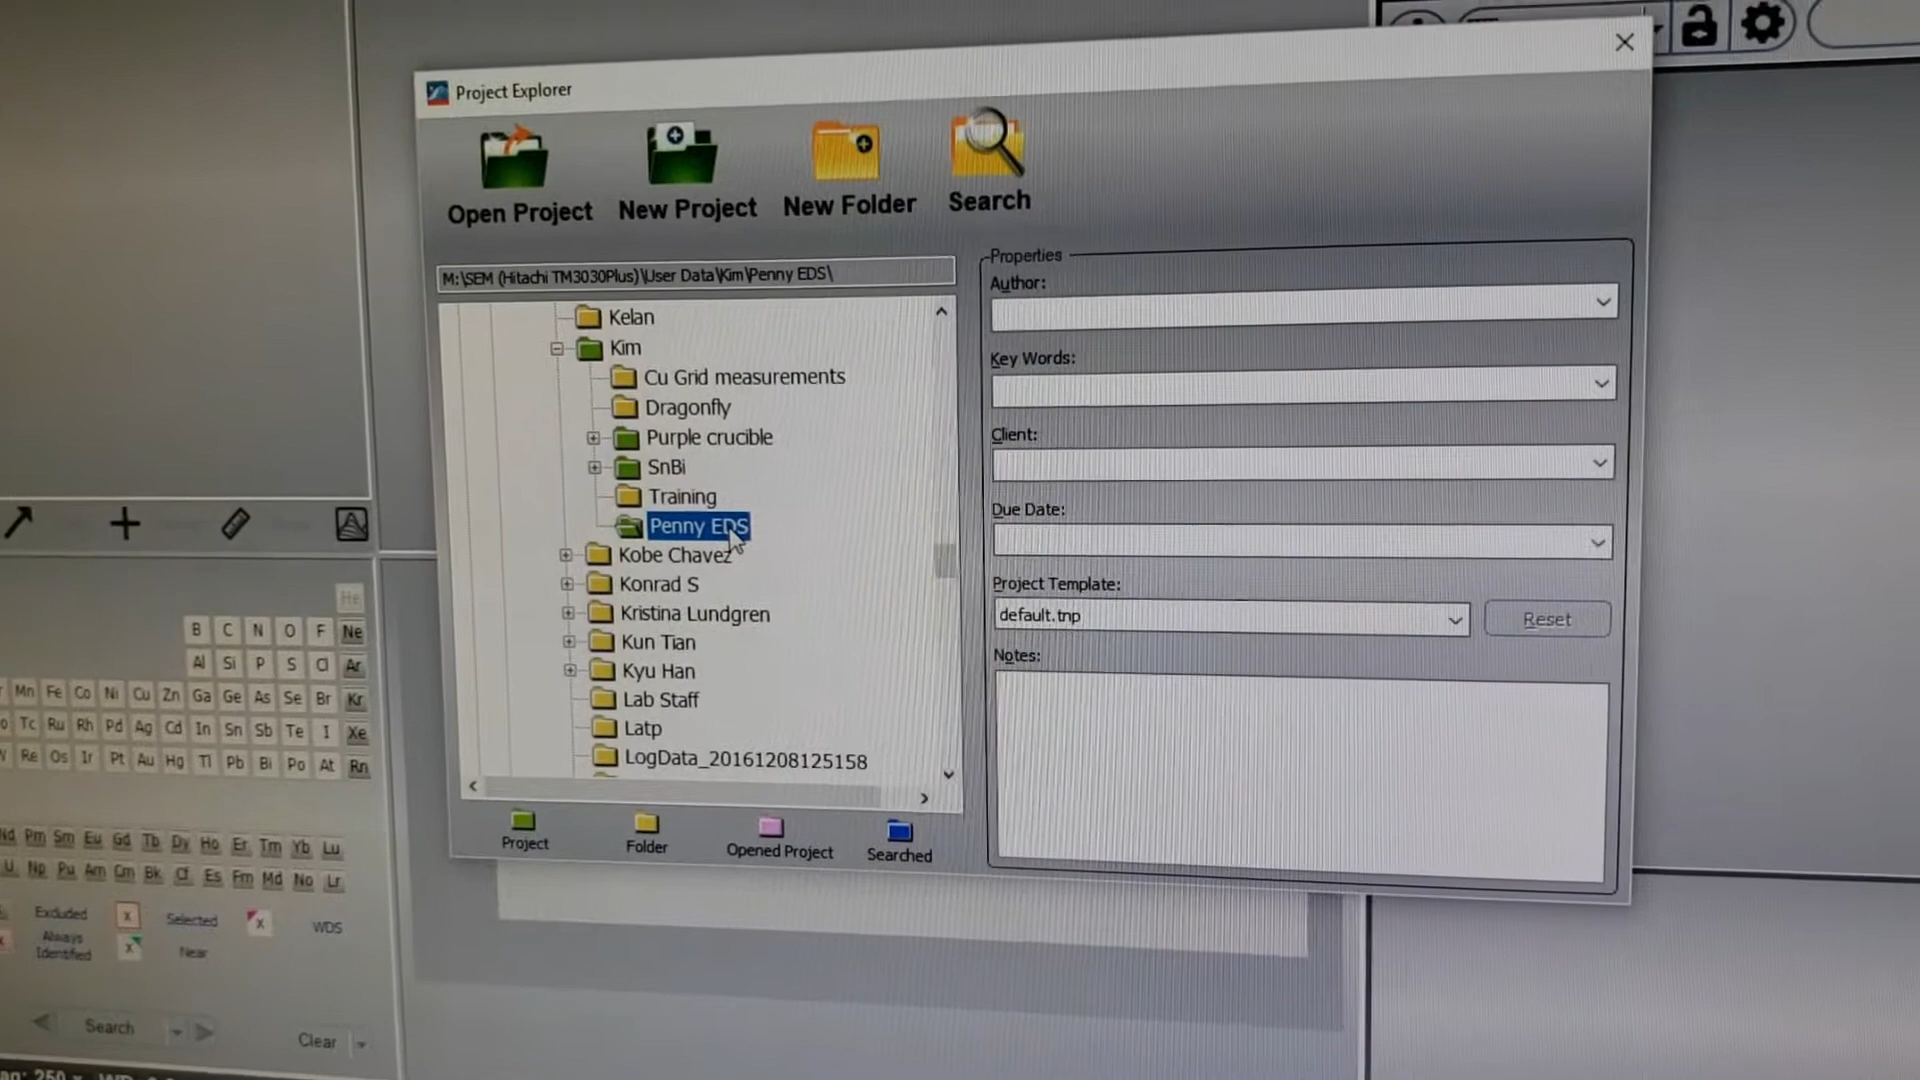 Project Explorer
Open Project New Project New Folder Search
M:\SEM (Hitachi TM3030Plus)\User Data\Kim\Penny EDS\
Kelan
Kim
Cu Grid measurements
Dragonfly
Purple crucible
SnBi
Training
Penny EDS
Kobe Chavez
Konrad S
Kristina Lundgren
Kun Tian
Kyu Han
Lab Staff
Latp
LogData_20161208125158
Project Folder Opened Project Searched
Properties
Author:
Key Words:
Client:
Due Date:
Project Template:
default.tnp Reset
Notes:
He
B C N O F Ne
Al Si P S Cl Ar
Mn Fe Co Ni Cu Zn Ga Ge As Se Br Kr
Tc Ru Rh Pd Ag Cd In Sn Sb Te I Xe
Re Os Ir Pt Au Hg Tl Pb Bi Po At Rn
Nd Pm Sm Eu Gd Tb Dy Ho Er Tm Yb Lu
U Np Pu Am Cm Bk Cf Es Fm Md No Lr
Excluded x Selected x WDS
Always Identified x Near
Search Clear